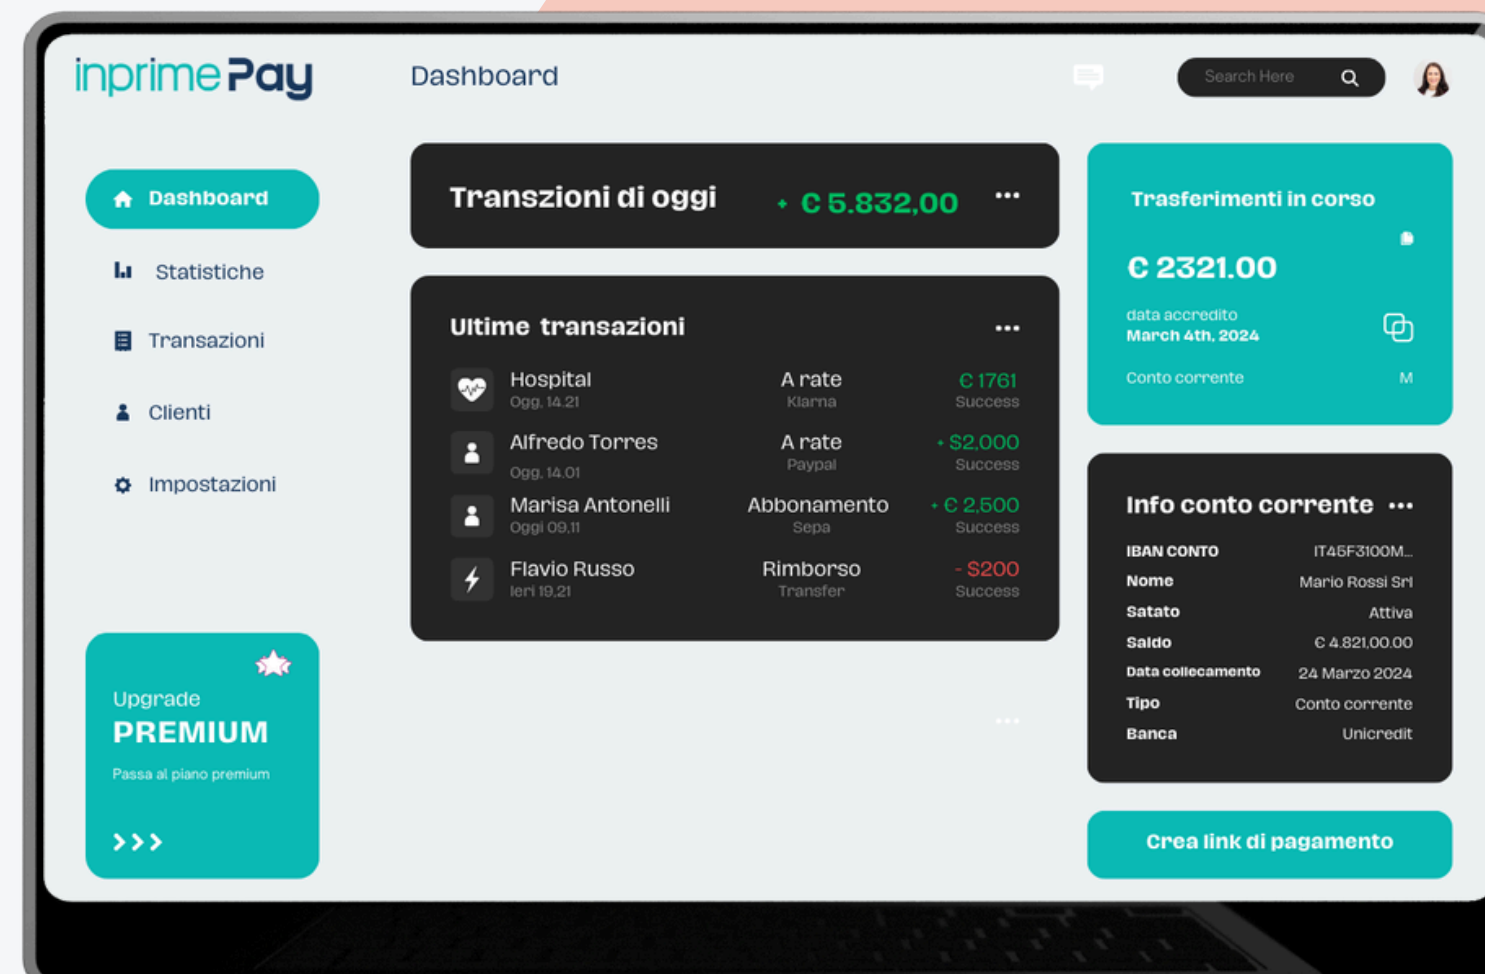 inprime Pay
Dashboard
Search Here
Dashboard
Statistiche
Transazioni
Clienti
Impostazioni
Upgrade
PREMIUM
Passa al piano premium
Transzioni di oggi
+ € 5.832,00
Ultime transazioni
Hospital A rate € 1761
Ogg, 14.21 Klarna Success
Alfredo Torres A rate + $2,000
Ogg, 14.01 Paypal Success
Marisa Antonelli Abbonamento + € 2,500
Oggi 09,11 Sepa Success
Flavio Russo Rimborso - $200
Ieri 19,21 Transfer Success
Trasferimenti in corso
€ 2321.00
data accredito
March 4th, 2024
Conto corrente M
Info conto corrente
IBAN CONTO IT45F3100M...
Nome Mario Rossi Srl
Satato Attiva
Saldo € 4.821,00.00
Data collecamento 24 Marzo 2024
Tipo Conto corrente
Banca Unicredit
Crea link di pagamento